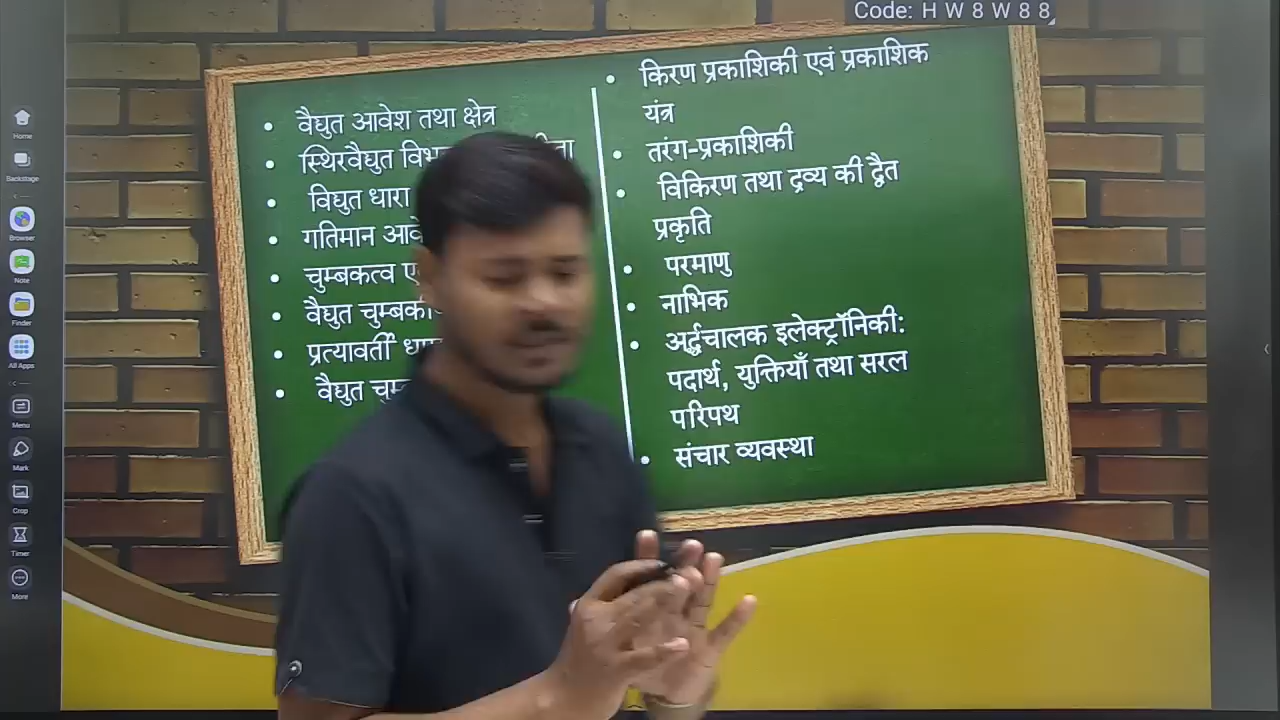 Code: H W 8 W 8 8
वैद्युत आवेश तथा क्षेत्र
स्थिरवैद्युत
विद्युत धारा
गतिमान
चुम्बकत्व
वैद्युत
प्रत्यावर्ती
वैद्युत
किरण प्रकाशिकी एवं प्रकाशिक
यंत्र
तरंग-प्रकाशिकी
विकिरण तथा द्रव्य की द्वैत
प्रकृति
परमाणु
नाभिक
अर्द्धचालक इलेक्ट्रॉनिकी:
पदार्थ, युक्तियाँ तथा सरल
परिपथ
संचार व्यवस्था
Home
Backstage
Browser
Note
Finder
All Apps
Menu
Mark
Crop
Timer
More